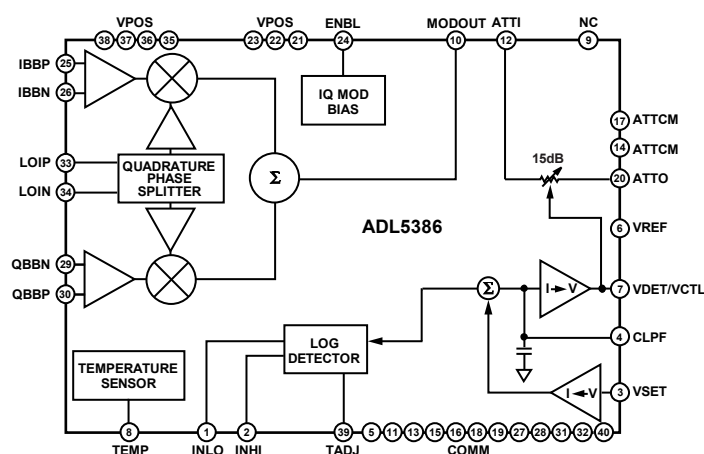 VPOS VPOS ENBL MODOUT ATTI NC
38 37 36 35 23 22 21 24 10 12 9
IBBP 25
IBBN 26
IQ MOD
BIAS
17 ATTCM
14 ATTCM
LOIP 33
LOIN 34
QUADRATURE
PHASE
SPLITTER
Σ
15dB
20 ATTO
ADL5386
6 VREF
QBBN 29
QBBP 30
Σ
I V
7 VDET/VCTL
4 CLPF
LOG
DETECTOR
TEMPERATURE
SENSOR
I V
3 VSET
8 1 2 39 5 11 13 15 16 18 19 27 28 31 32 40
TEMP INLO INHI TADJ COMM